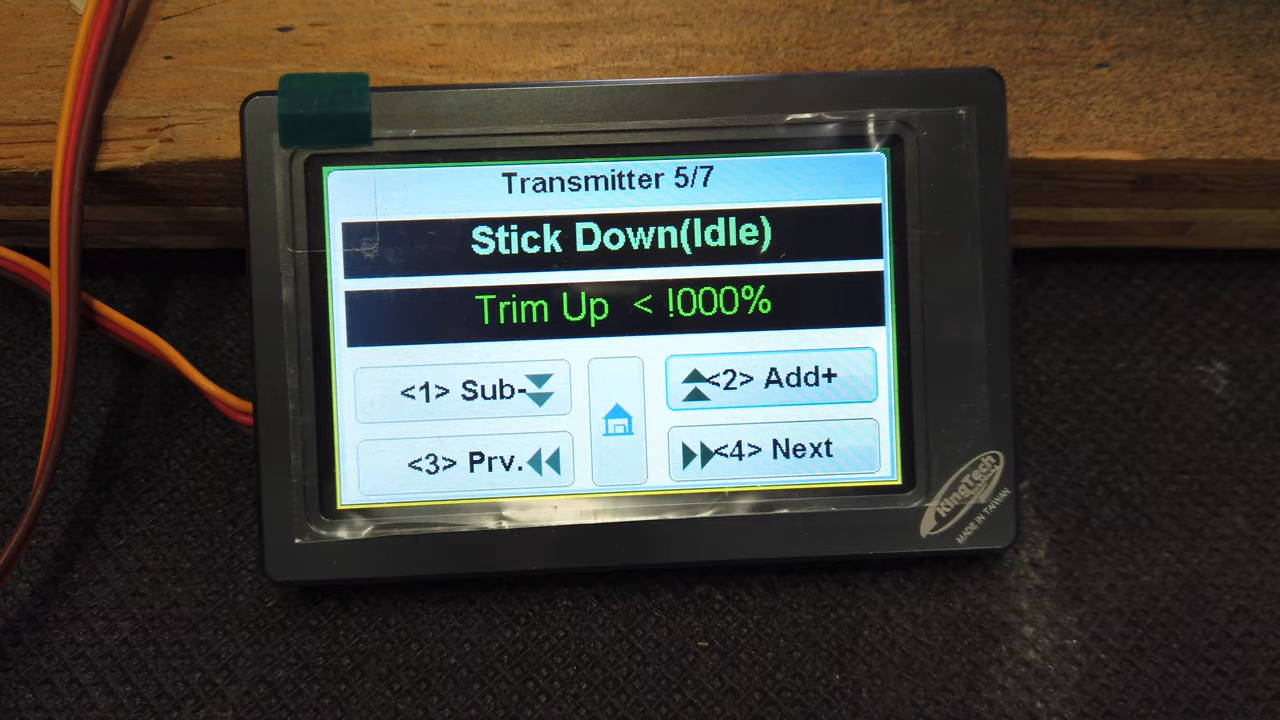 Transmitter 5/7
Stick Down(Idle)
Trim Up < !000%
<1> Sub-
<2> Add+
<3> Prv.
<4> Next
KingTech
MADE IN TAIWAN